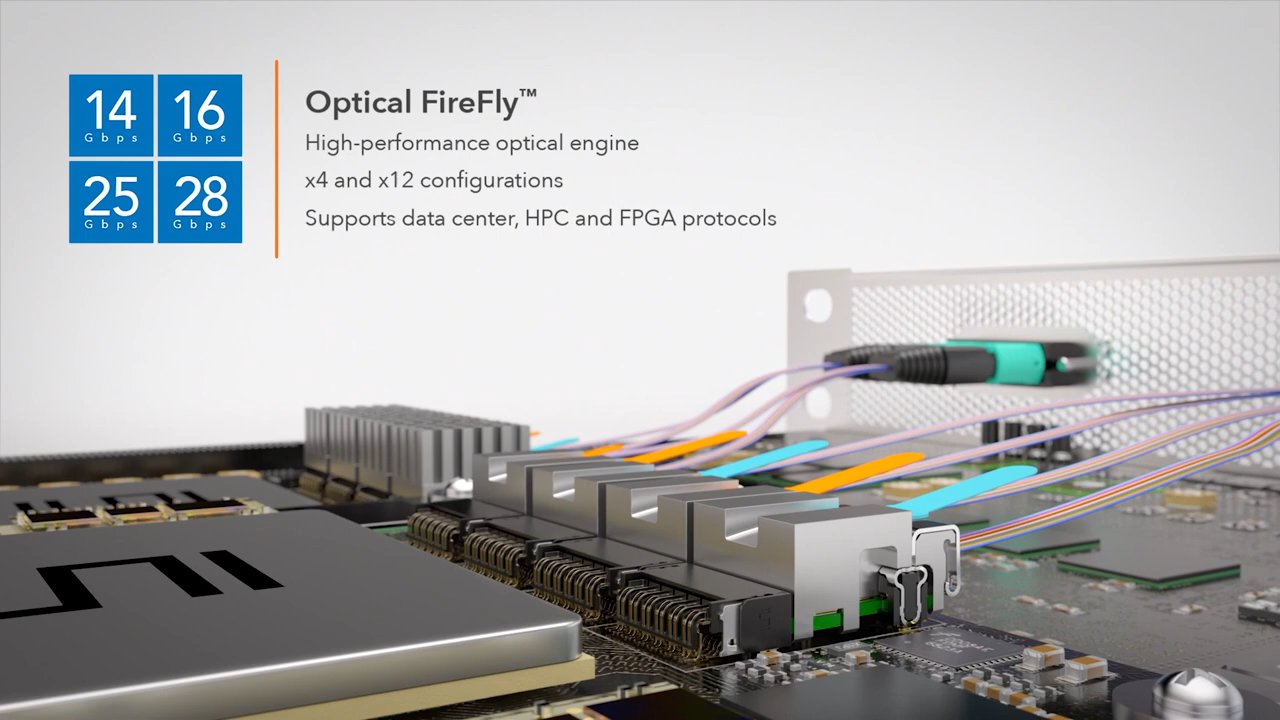 14 Gbps
16 Gbps
25 Gbps
28 Gbps
Optical FireFly™
High-performance optical engine
x4 and x12 configurations
Supports data center, HPC and FPGA protocols